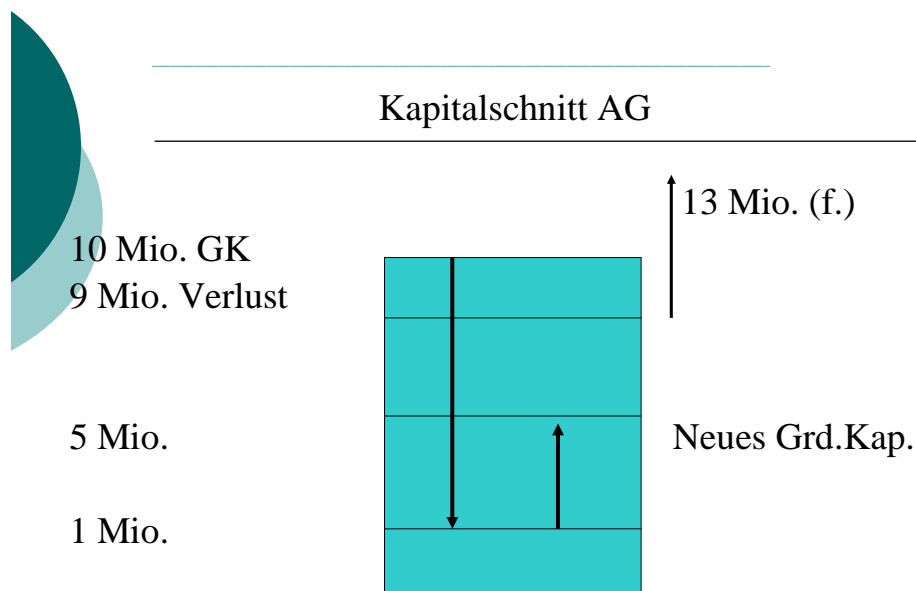 Kapitalschnitt AG
13 Mio. (f.)
10 Mio. GK
9 Mio. Verlust
5 Mio.
Neues Grd.Kap.
1 Mio.